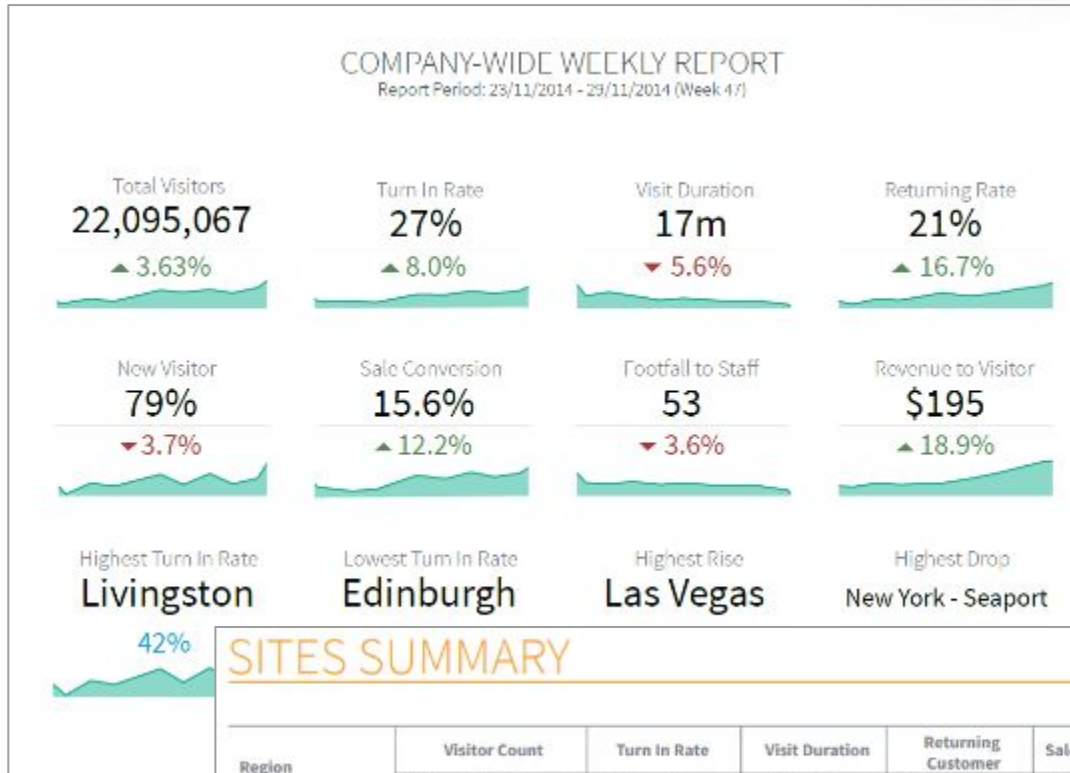 COMPANY-WIDE WEEKLY REPORT
Report Period: 23/11/2014 - 29/11/2014 (Week 47)
Total Visitors
22,095,067
▲ 3.63%
Turn In Rate
27%
▲ 8.0%
Visit Duration
17m
▼ 5.6%
Returning Rate
21%
▲ 16.7%
New Visitor
79%
▼ 3.7%
Sale Conversion
15.6%
▲ 12.2%
Footfall to Staff
53
▼ 3.6%
Revenue to Visitor
$195
▲ 18.9%
Highest Turn In Rate
Livingston
42%
Lowest Turn In Rate
Edinburgh
Highest Rise
Las Vegas
Highest Drop
New York - Seaport
SITES SUMMARY
Region
Visitor Count
Turn In Rate
Visit Duration
Returning
Customer